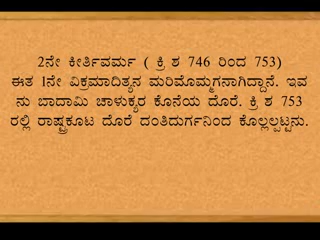 2ನೇ ಕೀರ್ತಿವರ್ಮ ( ಕ್ರಿ ಶ 746 ರಿಂದ 753)
ಈತ 1ನೇ ವಿಕ್ರಮಾದಿತ್ಯನ ಮರಿಮೊಮ್ಮಗನಾಗಿದ್ದಾನೆ. ಇವ
ನು ಬಾದಾಮಿ ಚಾಳುಕ್ಯರ ಕೊನೆಯ ದೊರೆ. ಕ್ರಿ ಶ 753
ರಲ್ಲಿ ರಾಷ್ಟ್ರಕೂಟ ದೊರೆ ದಂತಿದುರ್ಗನಿಂದ ಕೊಲ್ಲಲ್ಪಟ್ಟನು.